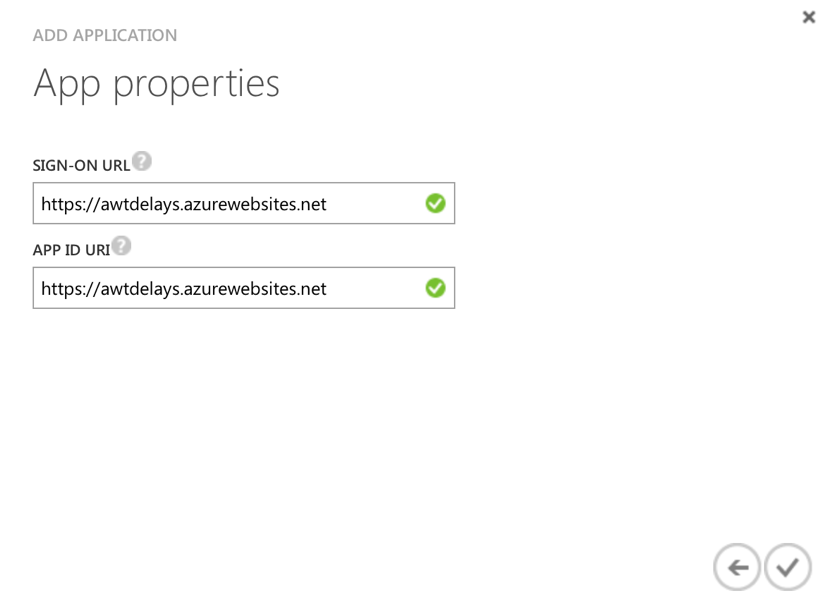 ADD APPLICATION
App properties
SIGN-ON URL ?
https://awtdelays.azurewebsites.net
APP ID URI ?
https://awtdelays.azurewebsites.net